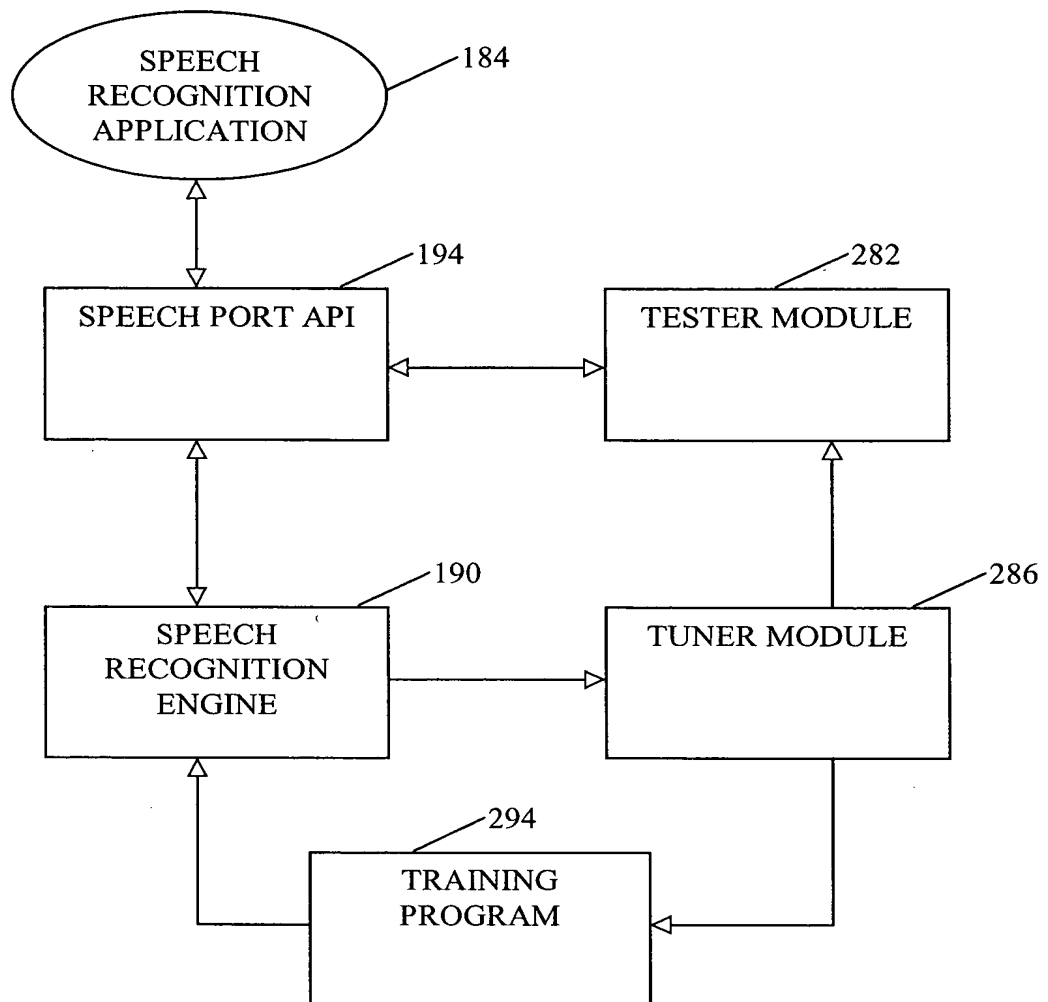 SPEECH
RECOGNITION
APPLICATION
184
194
SPEECH PORT API
282
TESTER MODULE
190
SPEECH
RECOGNITION
ENGINE
286
TUNER MODULE
294
TRAINING
PROGRAM